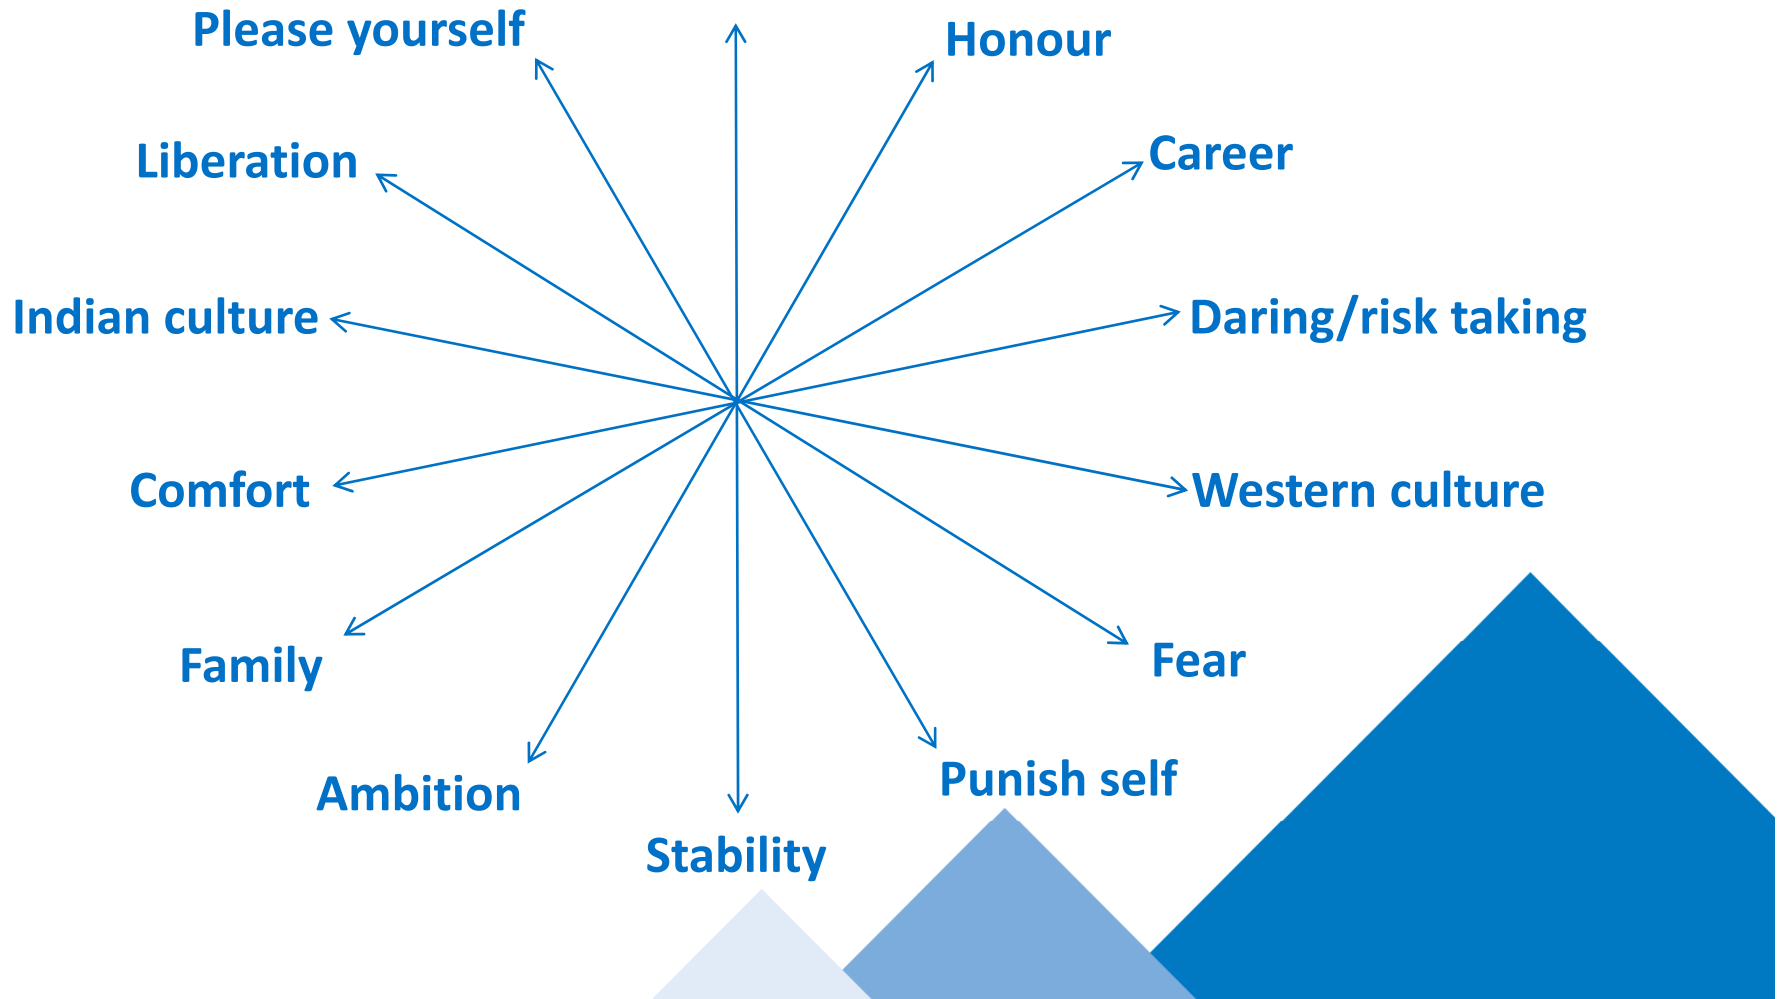 Please yourself
Honour
Liberation
Career
Indian culture
Daring/risk taking
Comfort
Western culture
Family
Fear
Ambition
Punish self
Stability